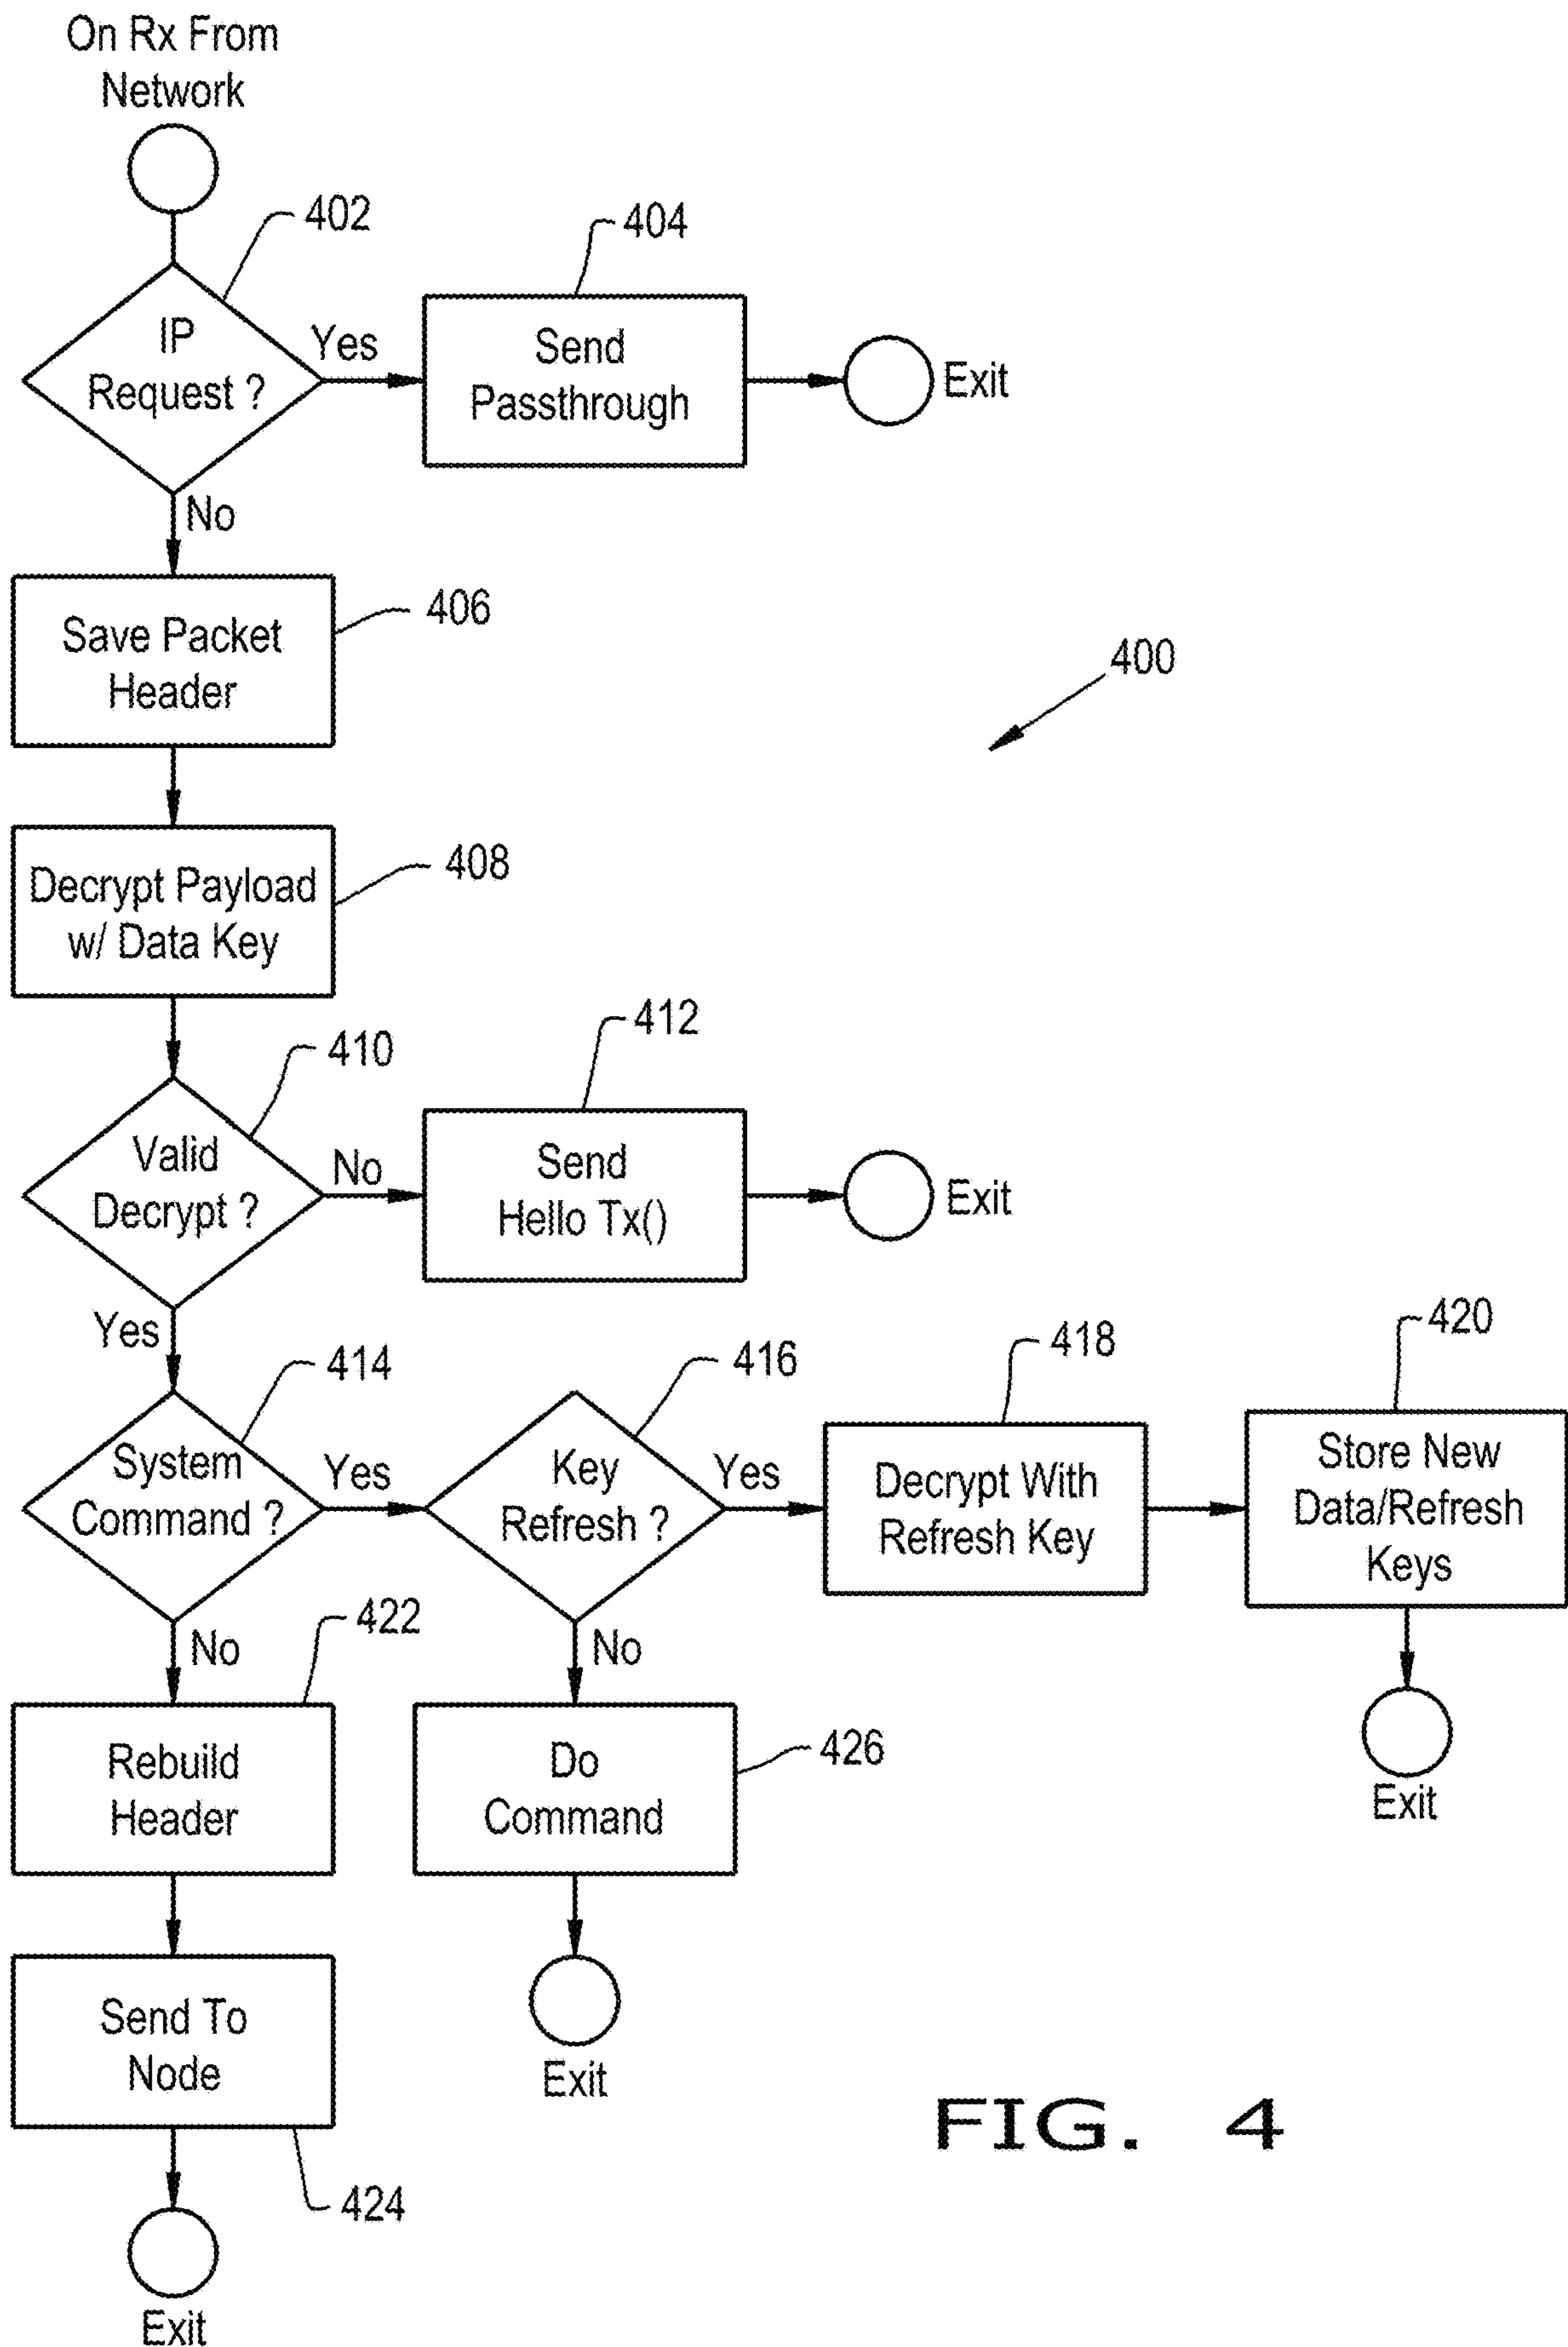 On Rx From
Network
402
404
IP
Request ?
Yes
Send
Passthrough
Exit
No
406
Save Packet
Header
400
408
Decrypt Payload
w/ Data Key
410
412
Valid
Decrypt ?
No
Send
Hello Tx()
Exit
Yes
414
416
418
420
System
Command ?
Yes
Key
Refresh ?
Yes
Decrypt With
Refresh Key
Store New
Data/Refresh
Keys
No
422
No
Rebuild
Header
Do
Command
426
Exit
Send To
Node
Exit
424
Exit
FIG. 4